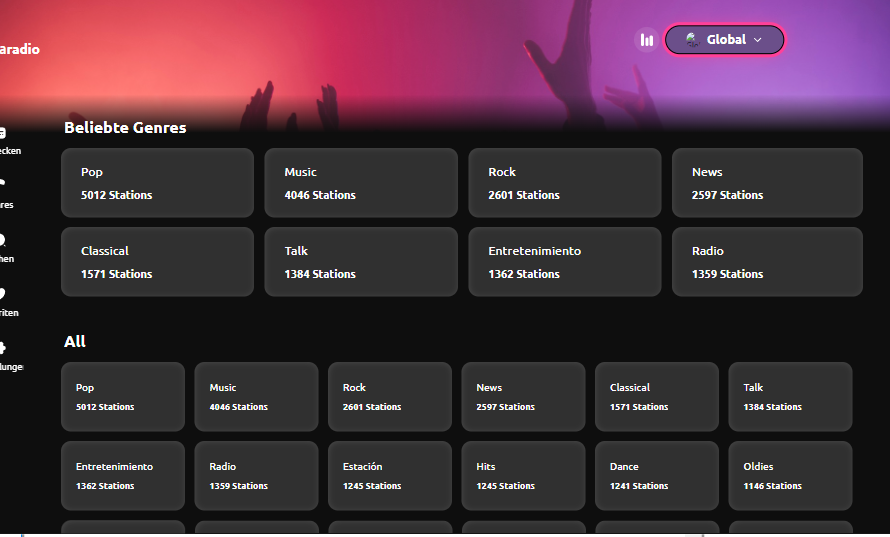 aradio
Global
ecken
res
hen
riten
llunge
Beliebte Genres
Pop
5012 Stations
Music
4046 Stations
Rock
2601 Stations
News
2597 Stations
Classical
1571 Stations
Talk
1384 Stations
Entretenimiento
1362 Stations
Radio
1359 Stations
All
Pop
5012 Stations
Music
4046 Stations
Rock
2601 Stations
News
2597 Stations
Classical
1571 Stations
Talk
1384 Stations
Entretenimiento
1362 Stations
Radio
1359 Stations
Estación
1245 Stations
Hits
1245 Stations
Dance
1241 Stations
Oldies
1146 Stations